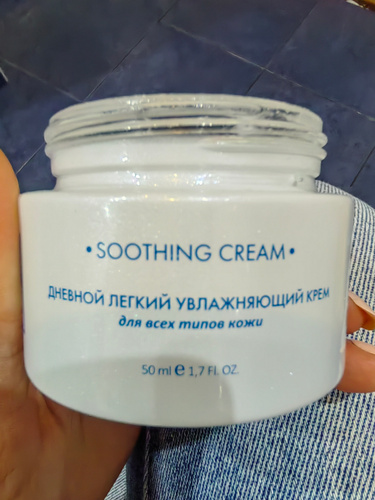 • SOOTHING CREAM •
ДНЕВНОЙ ЛЕГКИЙ УВЛАЖНЯЮЩИЙ КРЕМ
для всех типов кожи
50 ml e 1,7 FL. OZ.